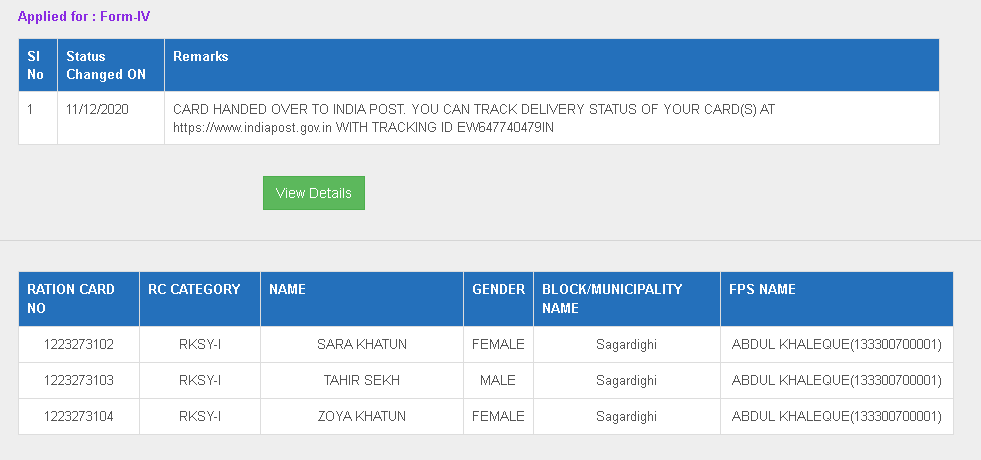 Applied for : Form-IV
Sl No Status Changed ON Remarks
1 11/12/2020 CARD HANDED OVER TO INDIA POST. YOU CAN TRACK DELIVERY STATUS OF YOUR CARD(S) AT
https://www.indiapost.gov.in WITH TRACKING ID EW647740479IN
View Details
RATION CARD NO RC CATEGORY NAME GENDER BLOCK/MUNICIPALITY NAME FPS NAME
1223273102 RKSY-I SARA KHATUN FEMALE Sagardighi ABDUL KHALEQUE(133300700001)
1223273103 RKSY-I TAHIR SEKH MALE Sagardighi ABDUL KHALEQUE(133300700001)
1223273104 RKSY-I ZOYA KHATUN FEMALE Sagardighi ABDUL KHALEQUE(133300700001)